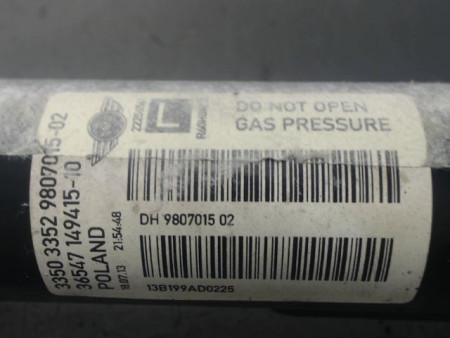 DO NOT OPEN
GAS PRESSURE
L
3350 3352 9807015-02
36547 149415-10
POLAND
18.07.13 21:54:48
DH 9807015 02
13B199AD0225